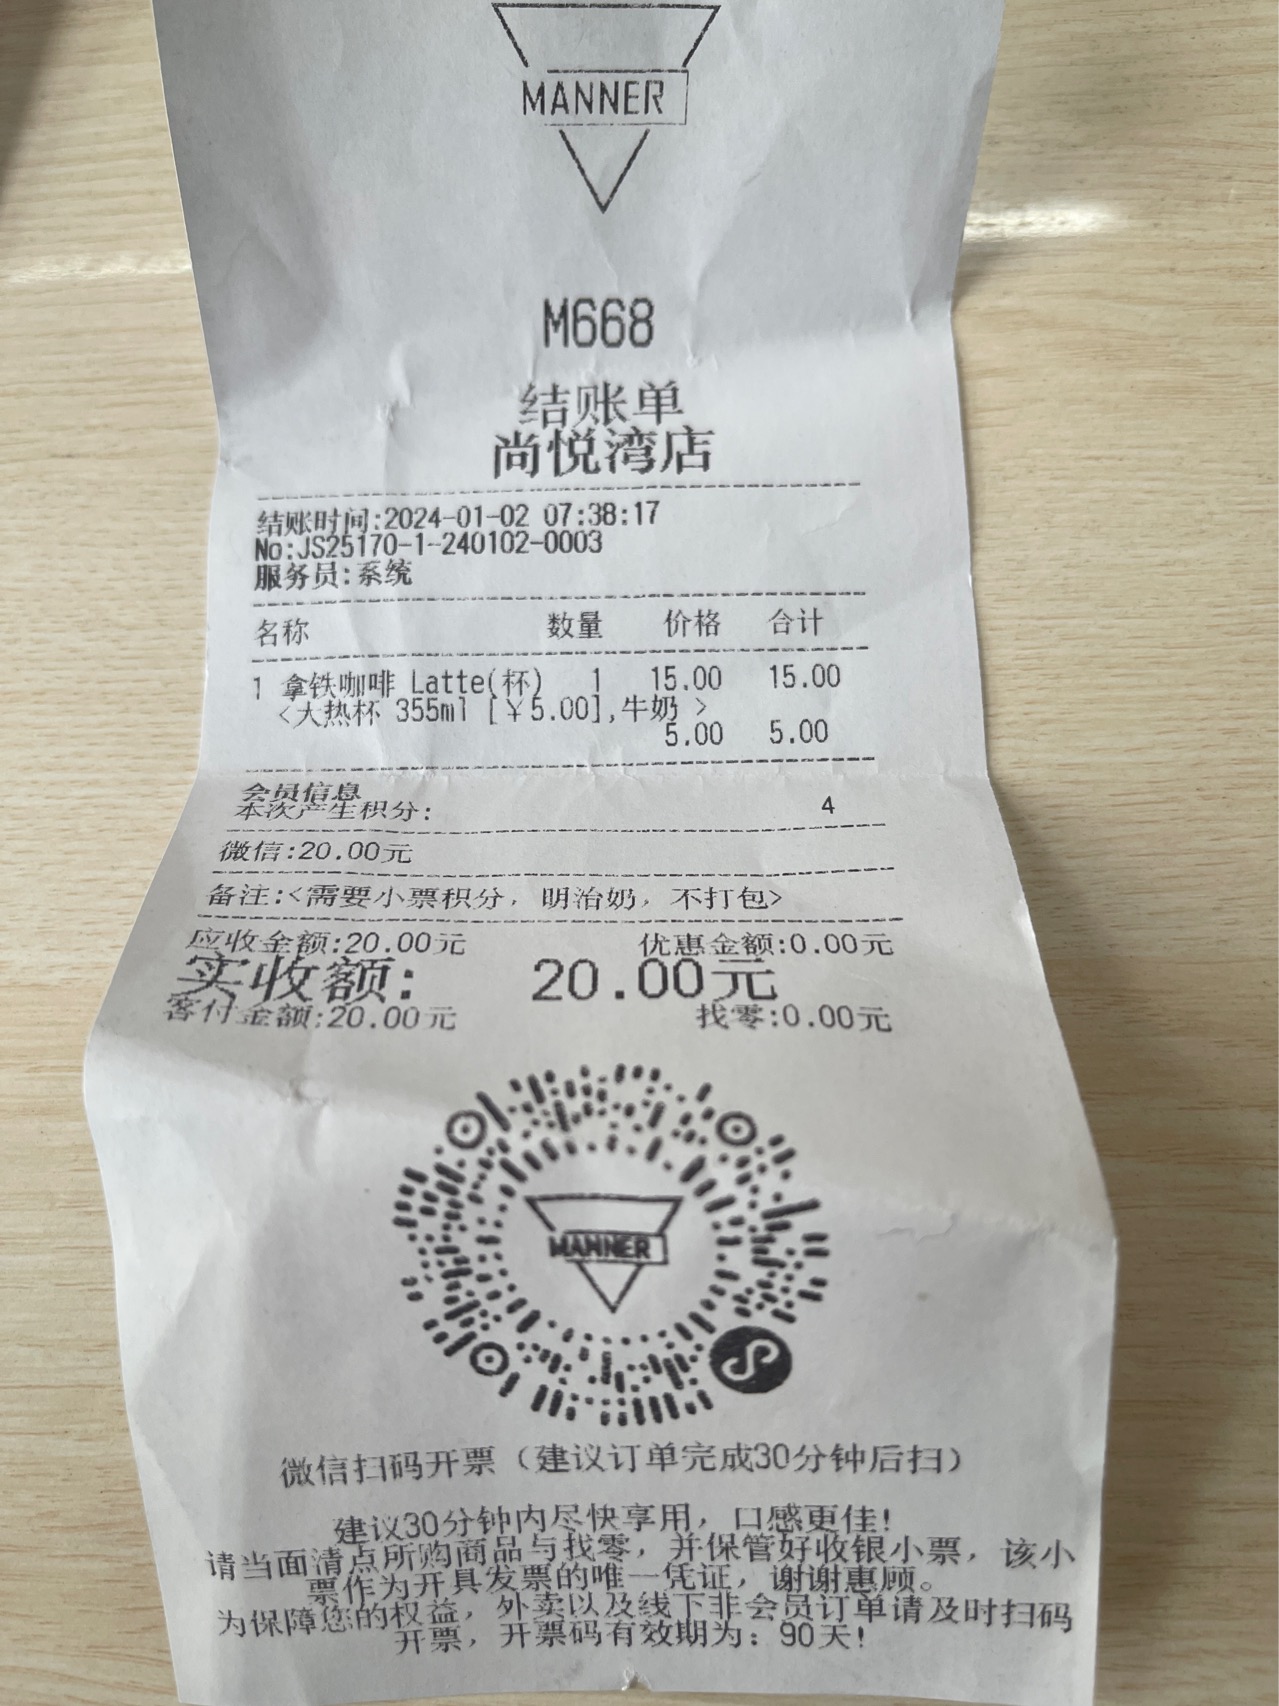 MANNER
M668
结账单
尚悦湾店
结账时间:2024-01-02 07:38:17
No:JS25170-1-240102-0003
服务员:系统
名称 数量 价格 合计
1 拿铁咖啡 Latte(杯) 1 15.00 15.00
<大热杯 355ml [￥5.00],牛奶 >
5.00 5.00
会员信息
本次产生积分: 4
微信:20.00元
备注:<需要小票积分，明治奶，不打包>
应收金额:20.00元 优惠金额:0.00元
实收额: 20.00元
客付金额:20.00元 找零:0.00元
MANNER
微信扫码开票（建议订单完成30分钟后扫）
建议30分钟内尽快享用，口感更佳!
请当面清点所购商品与找零，并保管好收银小票，该小
票作为开具发票的唯一凭证，谢谢惠顾。
为保障您的权益，外卖以及线下非会员订单请及时扫码
开票，开票码有效期为：90天!